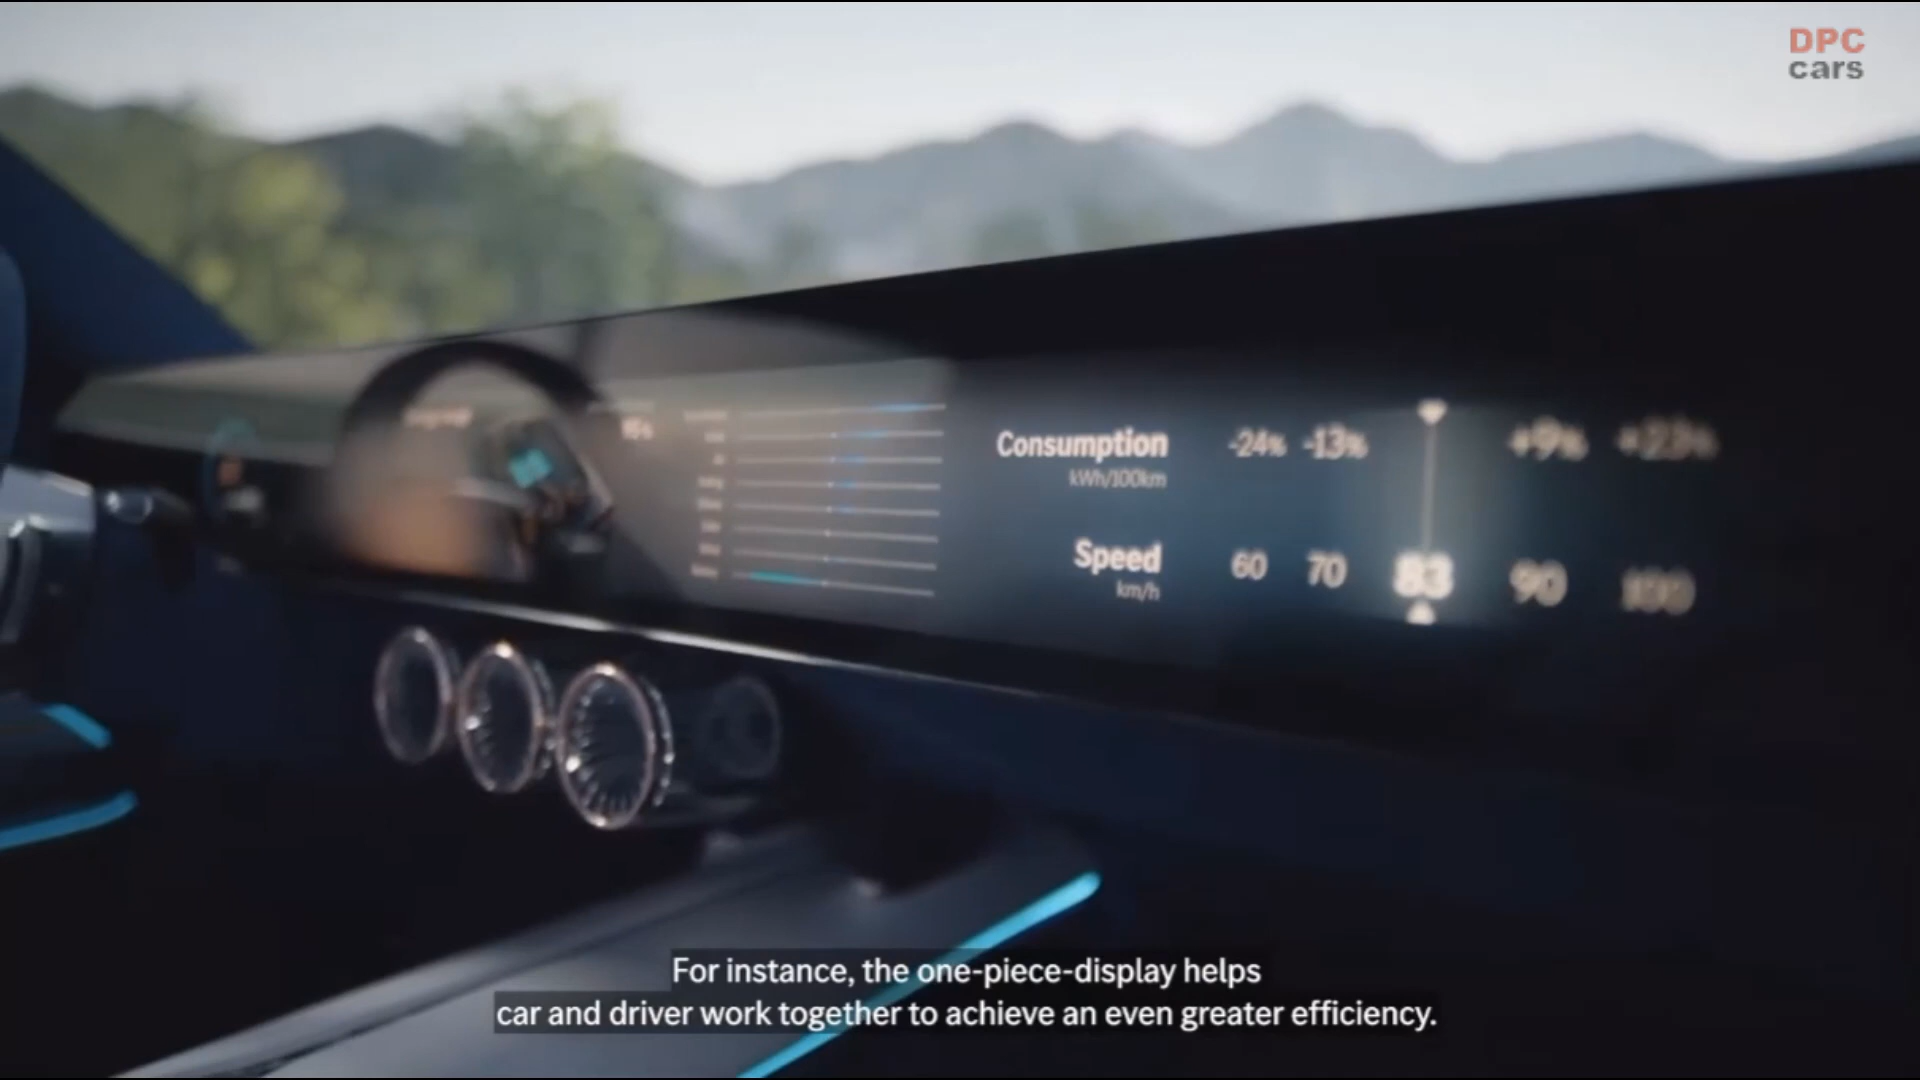 DPC
cars
Consumption -24% -13% +9% +23%
kWh/100km
Speed 60 70 83 90 100
km/h
For instance, the one-piece-display helps
car and driver work together to achieve an even greater efficiency.